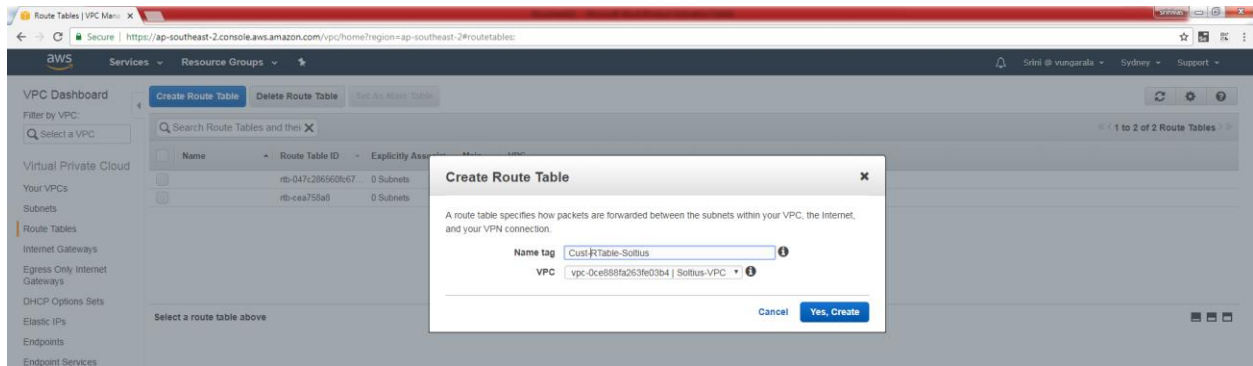 Route Tables | VPC Mana
Secure | https://ap-southeast-2.console.aws.amazon.com/vpc/home?region=ap-southeast-2#routetables:
aws Services Resource Groups Srini @ vungarala Sydney Support
VPC Dashboard
Filter by VPC:
Select a VPC
Virtual Private Cloud
Your VPCs
Subnets
Route Tables
Internet Gateways
Egress Only Internet
Gateways
DHCP Options Sets
Elastic IPs
Endpoints
Endpoint Services
Create Route Table Delete Route Table Set As Main Table
Search Route Tables and thei X
1 to 2 of 2 Route Tables
Name Route Table ID Explicitly Main VPC
0 Subnets
rtb-cea758a8 0 Subnets
Create Route Table
A route table specifies how packets are forwarded between the subnets within your VPC, the Internet,
and your VPN connection.
Name tag Cust-RTable-Soltius
VPC vpc-0ce888fa263fe03b4 | Soltius-VPC
Cancel Yes, Create
Select a route table above